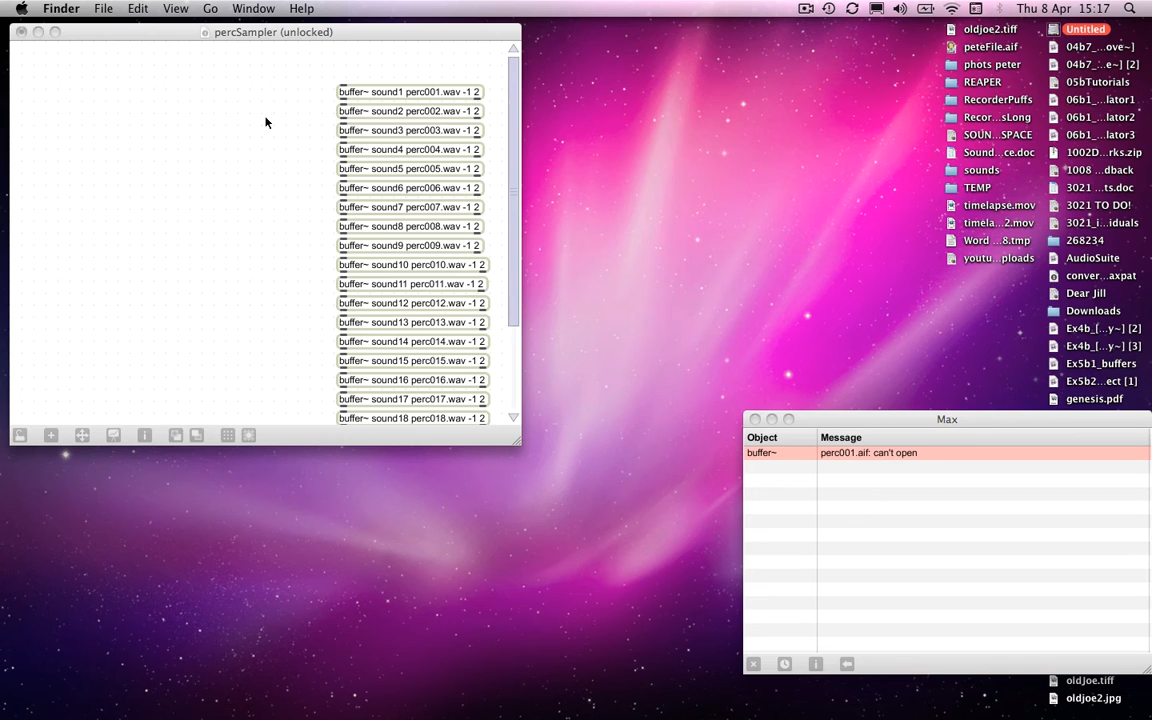 Finder File Edit View Go Window Help Thu 8 Apr 15:17
percSampler (unlocked)
buffer~ sound1 perc001.wav -1 2
buffer~ sound2 perc002.wav -1 2
buffer~ sound3 perc003.wav -1 2
buffer~ sound4 perc004.wav -1 2
buffer~ sound5 perc005.wav -1 2
buffer~ sound6 perc006.wav -1 2
buffer~ sound7 perc007.wav -1 2
buffer~ sound8 perc008.wav -1 2
buffer~ sound9 perc009.wav -1 2
buffer~ sound10 perc010.wav -1 2
buffer~ sound11 perc011.wav -1 2
buffer~ sound12 perc012.wav -1 2
buffer~ sound13 perc013.wav -1 2
buffer~ sound14 perc014.wav -1 2
buffer~ sound15 perc015.wav -1 2
buffer~ sound16 perc016.wav -1 2
buffer~ sound17 perc017.wav -1 2
buffer~ sound18 perc018.wav -1 2
oldjoe2.tiff
peteFile.aif
phots peter
REAPER
RecorderPuffs
Recor...sLong
SOUN...SPACE
Sound...ce.doc
sounds
TEMP
timelapse.mov
timela...2.mov
Word ...8.tmp
youtu...ploads
Untitled
04b7_...ove~]
04b7_...e~] [2]
05bTutorials
06b1_...lator1
06b1_...lator2
06b1_...lator3
1002D...rks.zip
1008 ...dback
3021 ...ts.doc
3021 TO DO!
3021_i...iduals
268234
AudioSuite
conver...axpat
Dear Jill
Downloads
Ex4b_[...y~] [2]
Ex4b_[...y~] [3]
Ex5b1_buffers
Ex5b2...ect [1]
genesis.pdf
Max
Object Message
buffer~ perc001.aif: can't open
oldJoe.tiff
oldjoe2.jpg